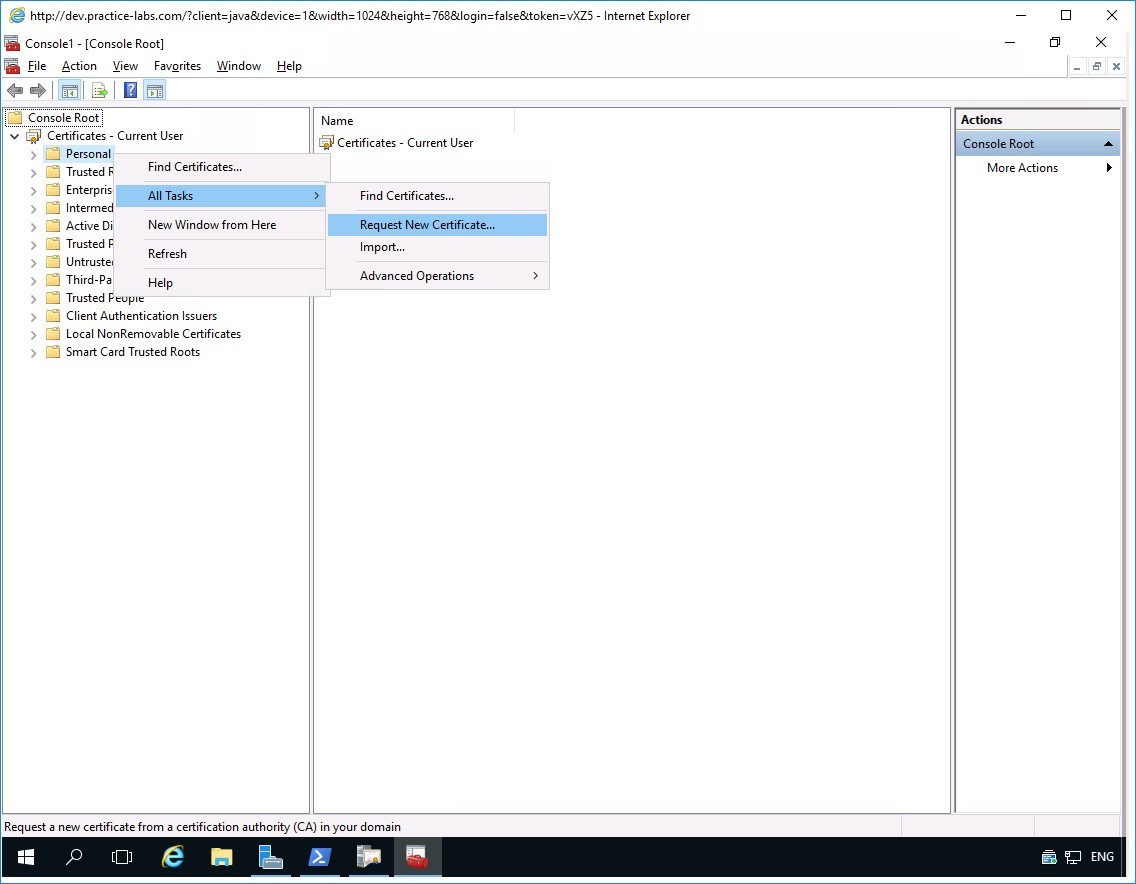 http://dev.practice-labs.com/?client=java&device=1&width=1024&height=768&login=false&token=vXZ5 - Internet Explorer
Console1 - [Console Root]
File Action View Favorites Window Help
Console Root
Certificates - Current User
Personal
Trusted R
Enterpris
Intermed
Active Di
Trusted P
Untruste
Third-Pa
Trusted People
Client Authentication Issuers
Local NonRemovable Certificates
Smart Card Trusted Roots
Find Certificates...
All Tasks
New Window from Here
Refresh
Help
Find Certificates...
Request New Certificate...
Import...
Advanced Operations
Name
Certificates - Current User
Actions
Console Root
More Actions
Request a new certificate from a certification authority (CA) in your domain
ENG